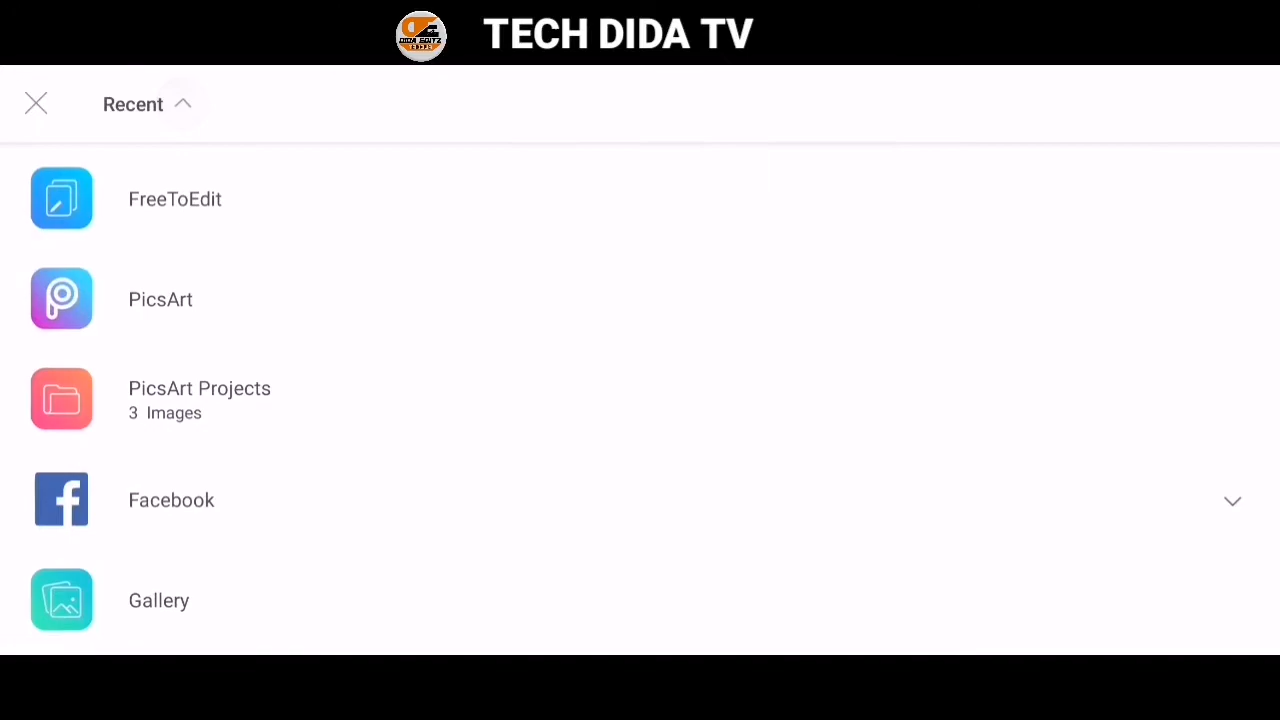 TECH DIDA TV
Recent
FreeToEdit
PicsArt
PicsArt Projects
3 Images
Facebook
Gallery